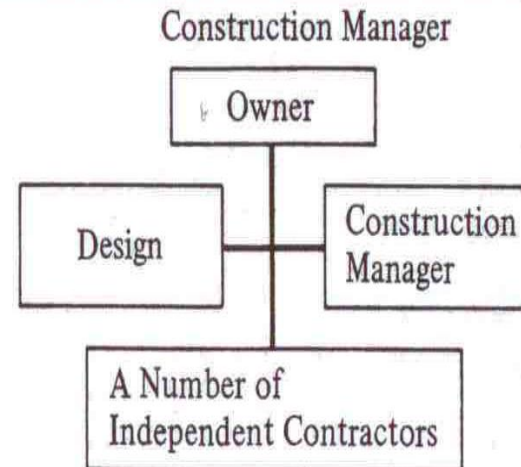 Construction Manager
Owner
Design
Construction
Manager
A Number of
Independent Contractors